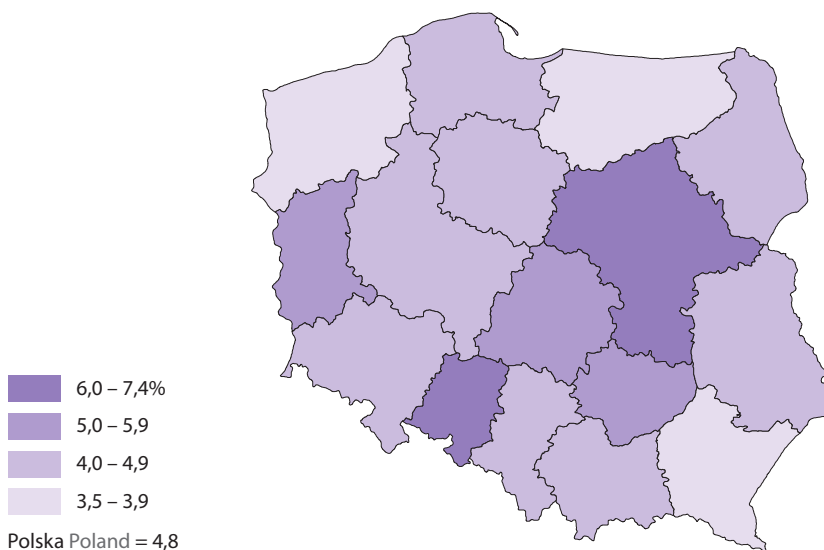 6,0 – 7,4%
5,0 – 5,9
4,0 – 4,9
3,5 – 3,9
Polska Poland = 4,8